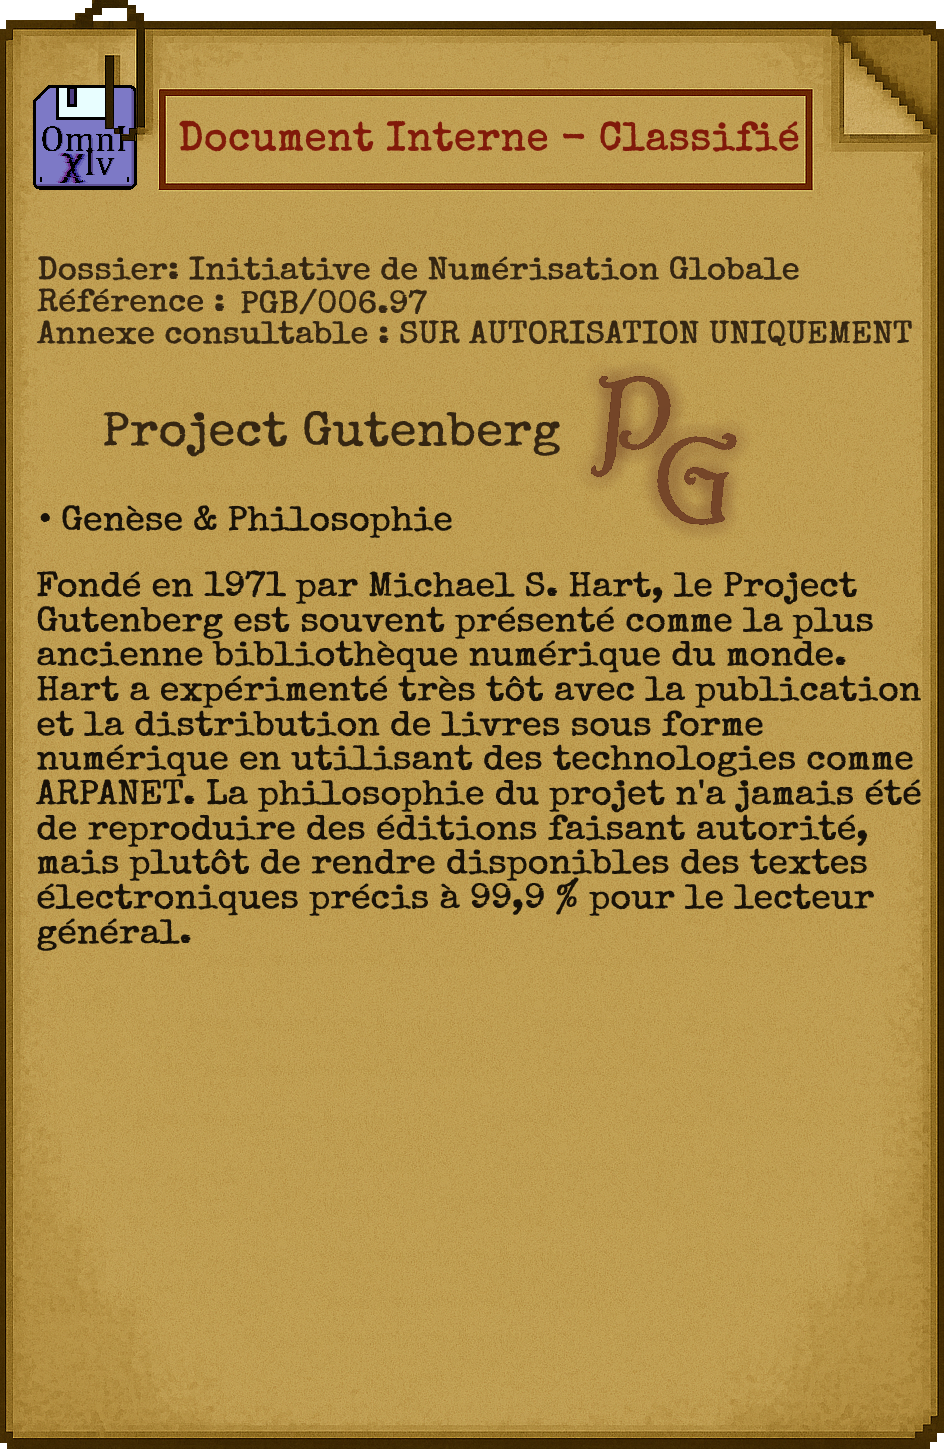 OmnI
Xlv
Document Interne - Classifié
Dossier: Initiative de Numérisation Globale
Référence : PGB/006.97
Annexe consultable : SUR AUTORISATION UNIQUEMENT
Project Gutenberg
PG
• Genèse & Philosophie
Fondé en 1971 par Michael S. Hart, le Project
Gutenberg est souvent présenté comme la plus
ancienne bibliothèque numérique du monde.
Hart a expérimenté très tôt avec la publication
et la distribution de livres sous forme
numérique en utilisant des technologies comme
ARPANET. La philosophie du projet n'a jamais été
de reproduire des éditions faisant autorité,
mais plutôt de rendre disponibles des textes
électroniques précis à 99,9 % pour le lecteur
général.